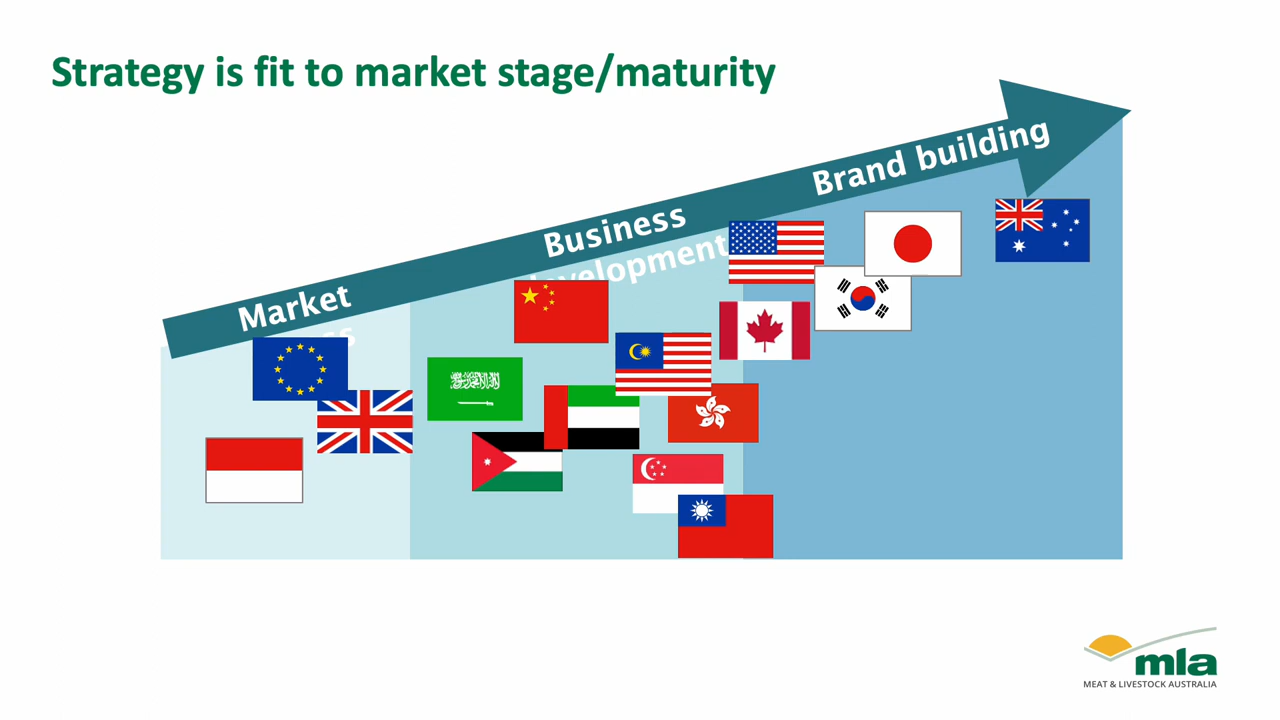 Strategy is fit to market stage/maturity
Brand building
Business
Market
mla
MEAT & LIVESTOCK AUSTRALIA